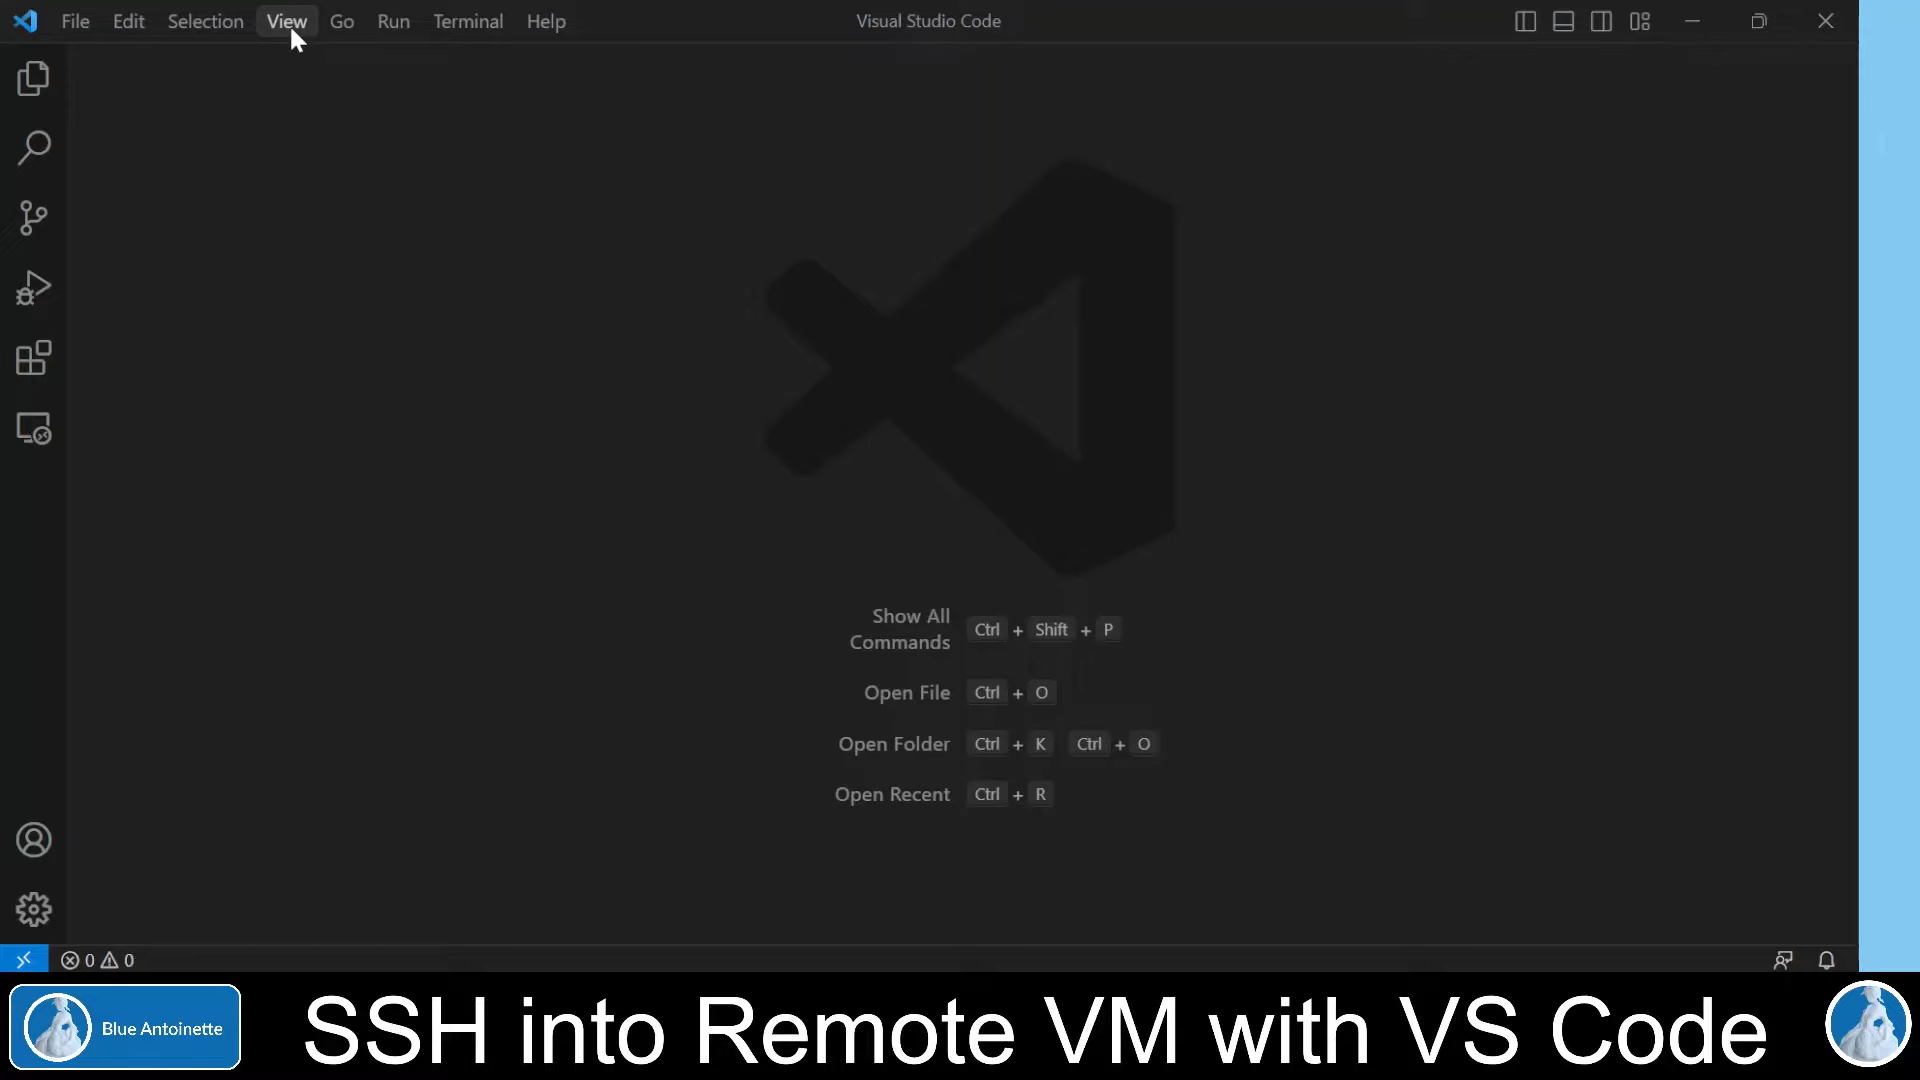 File Edit Selection View Go Run Terminal Help
Visual Studio Code
Show All
Commands
Ctrl + Shift + P
Open File Ctrl + O
Open Folder Ctrl + K Ctrl + O
Open Recent Ctrl + R
0 0
Blue Antoinette
SSH into Remote VM with VS Code